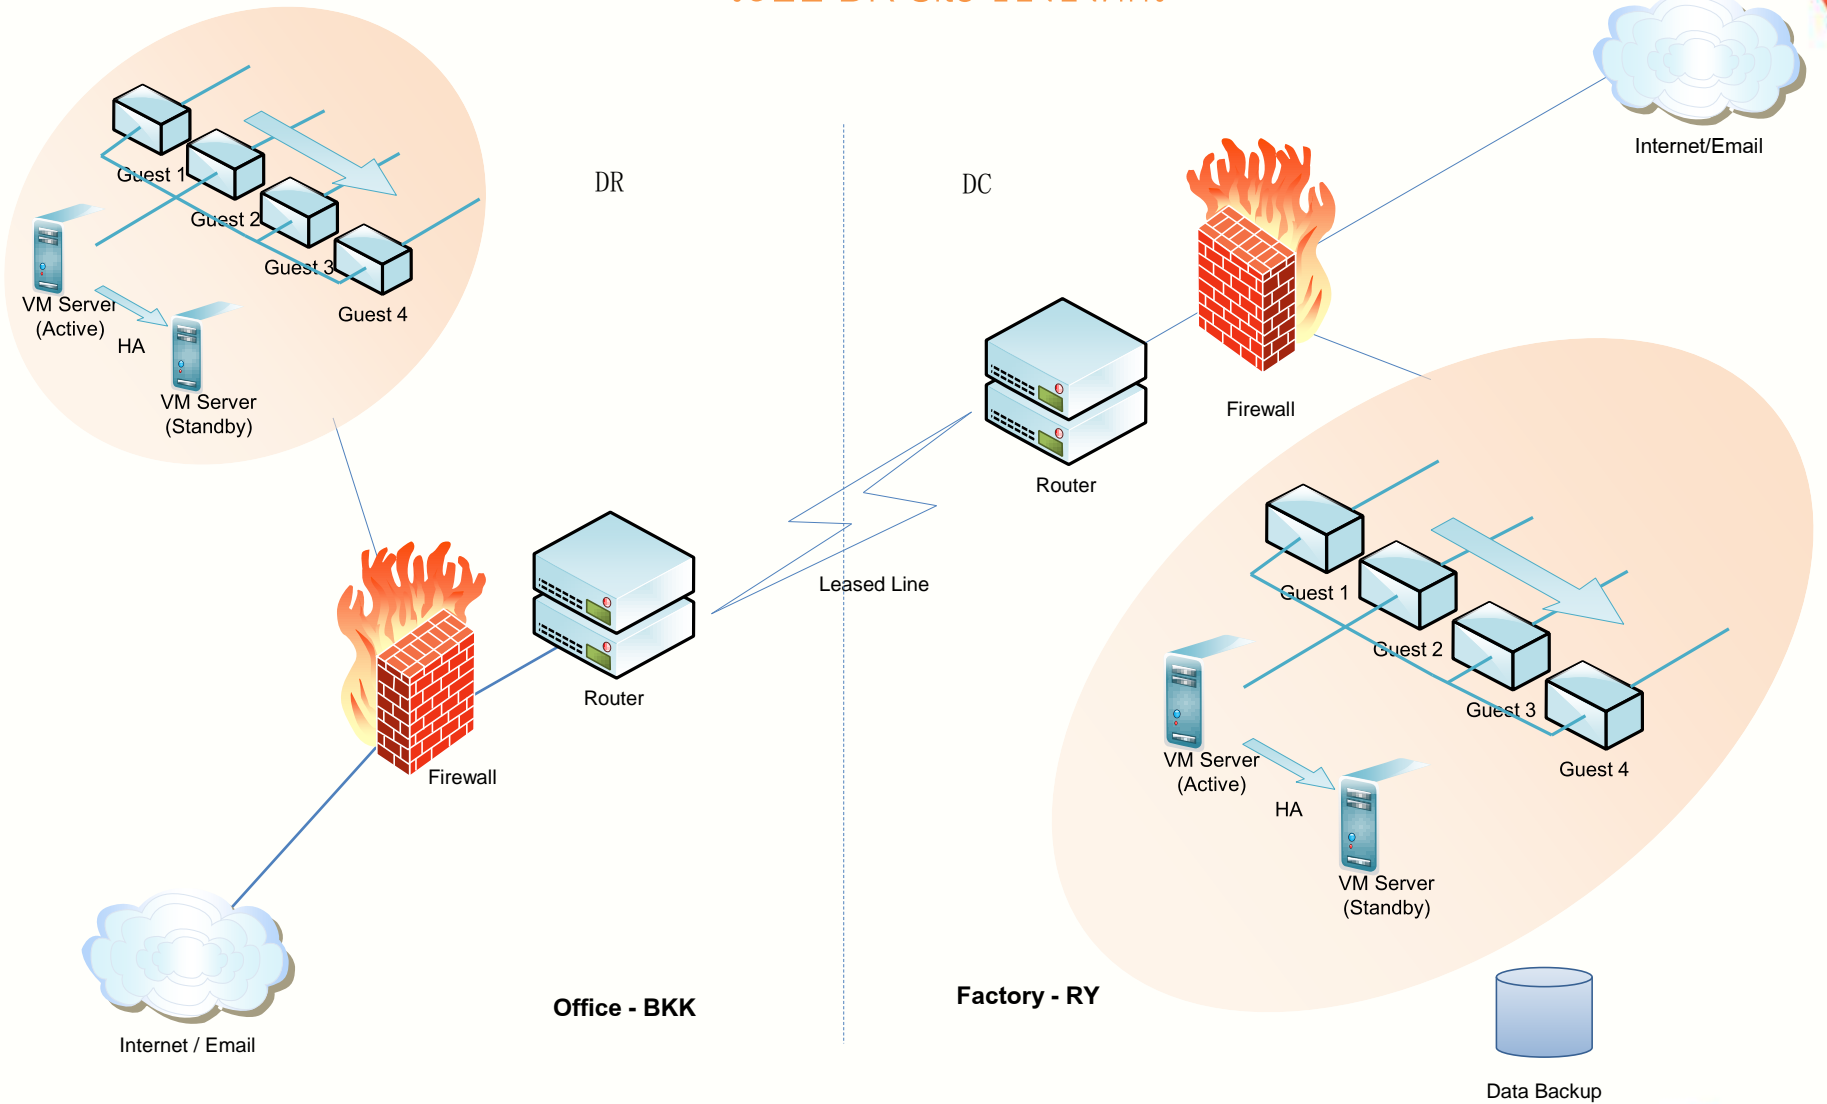 DR
DC
Internet/Email
Guest 1
Guest 2
Guest 3
Guest 4
VM Server
(Active)
HA
VM Server
(Standby)
Firewall
Router
Leased Line
Router
Firewall
Guest 1
Guest 2
Guest 3
Guest 4
VM Server
(Active)
HA
VM Server
(Standby)
Office - BKK
Factory - RY
Internet / Email
Data Backup